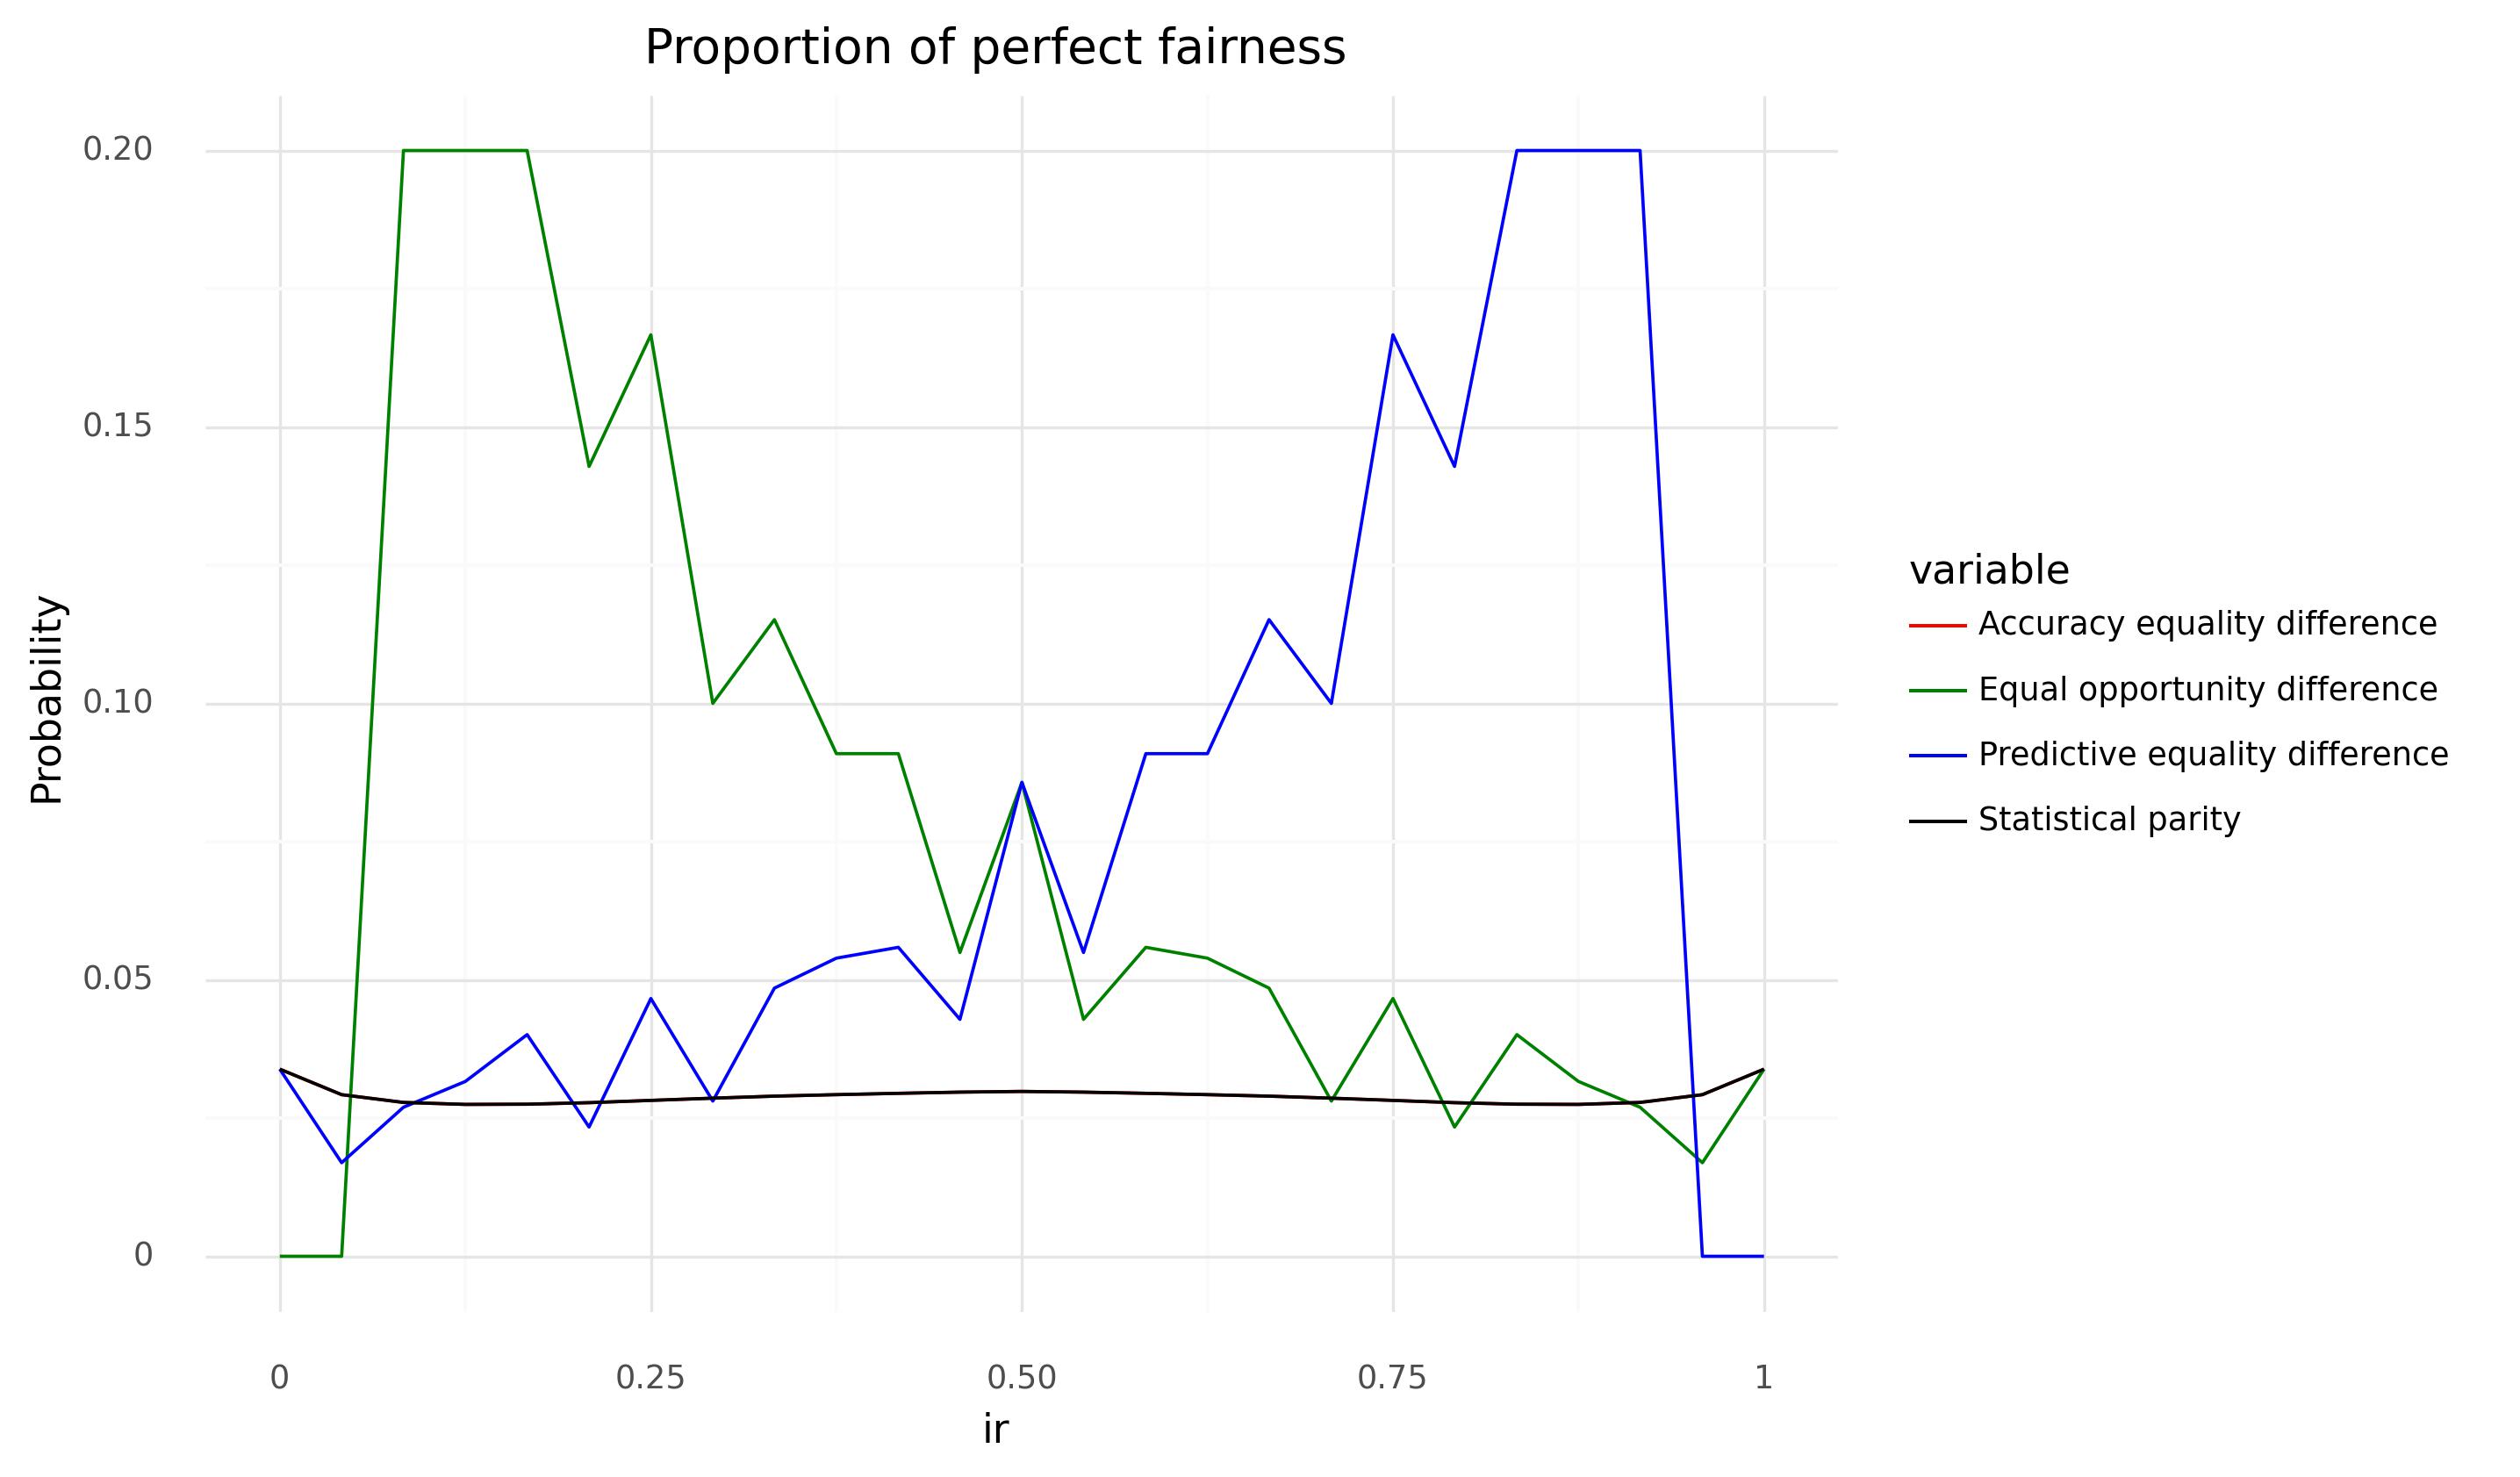 Proportion of perfect fairness
0.20
0.15
0.10
0.05
0
Probability
0 0.25 0.50 0.75 1
ir
variable
Accuracy equality difference
Equal opportunity difference
Predictive equality difference
Statistical parity